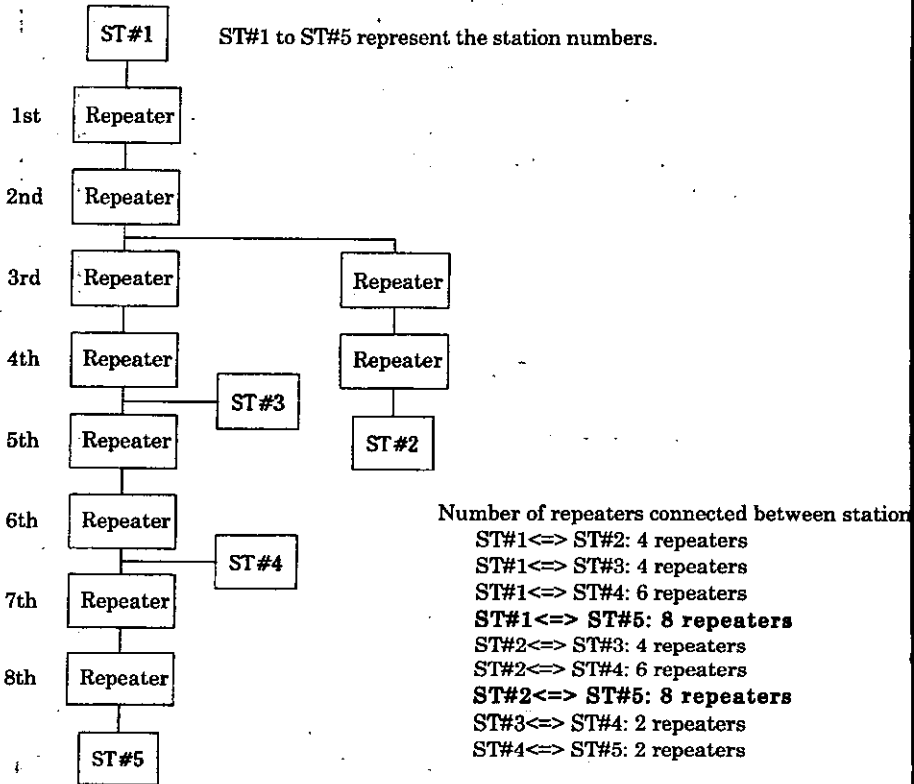 ST#1
ST#1 to ST#5 represent the station numbers.
1st
Repeater
2nd
Repeater
3rd
Repeater
Repeater
4th
Repeater
Repeater
ST#3
5th
Repeater
ST#2
6th
Repeater
Number of repeaters connected between station
ST#1<=> ST#2: 4 repeaters
ST#4
ST#1<=> ST#3: 4 repeaters
ST#1<=> ST#4: 6 repeaters
7th
Repeater
ST#1<=> ST#5: 8 repeaters
ST#2<=> ST#3: 4 repeaters
ST#2<=> ST#4: 6 repeaters
8th
Repeater
ST#2<=> ST#5: 8 repeaters
ST#3<=> ST#4: 2 repeaters
ST#4<=> ST#5: 2 repeaters
ST#5